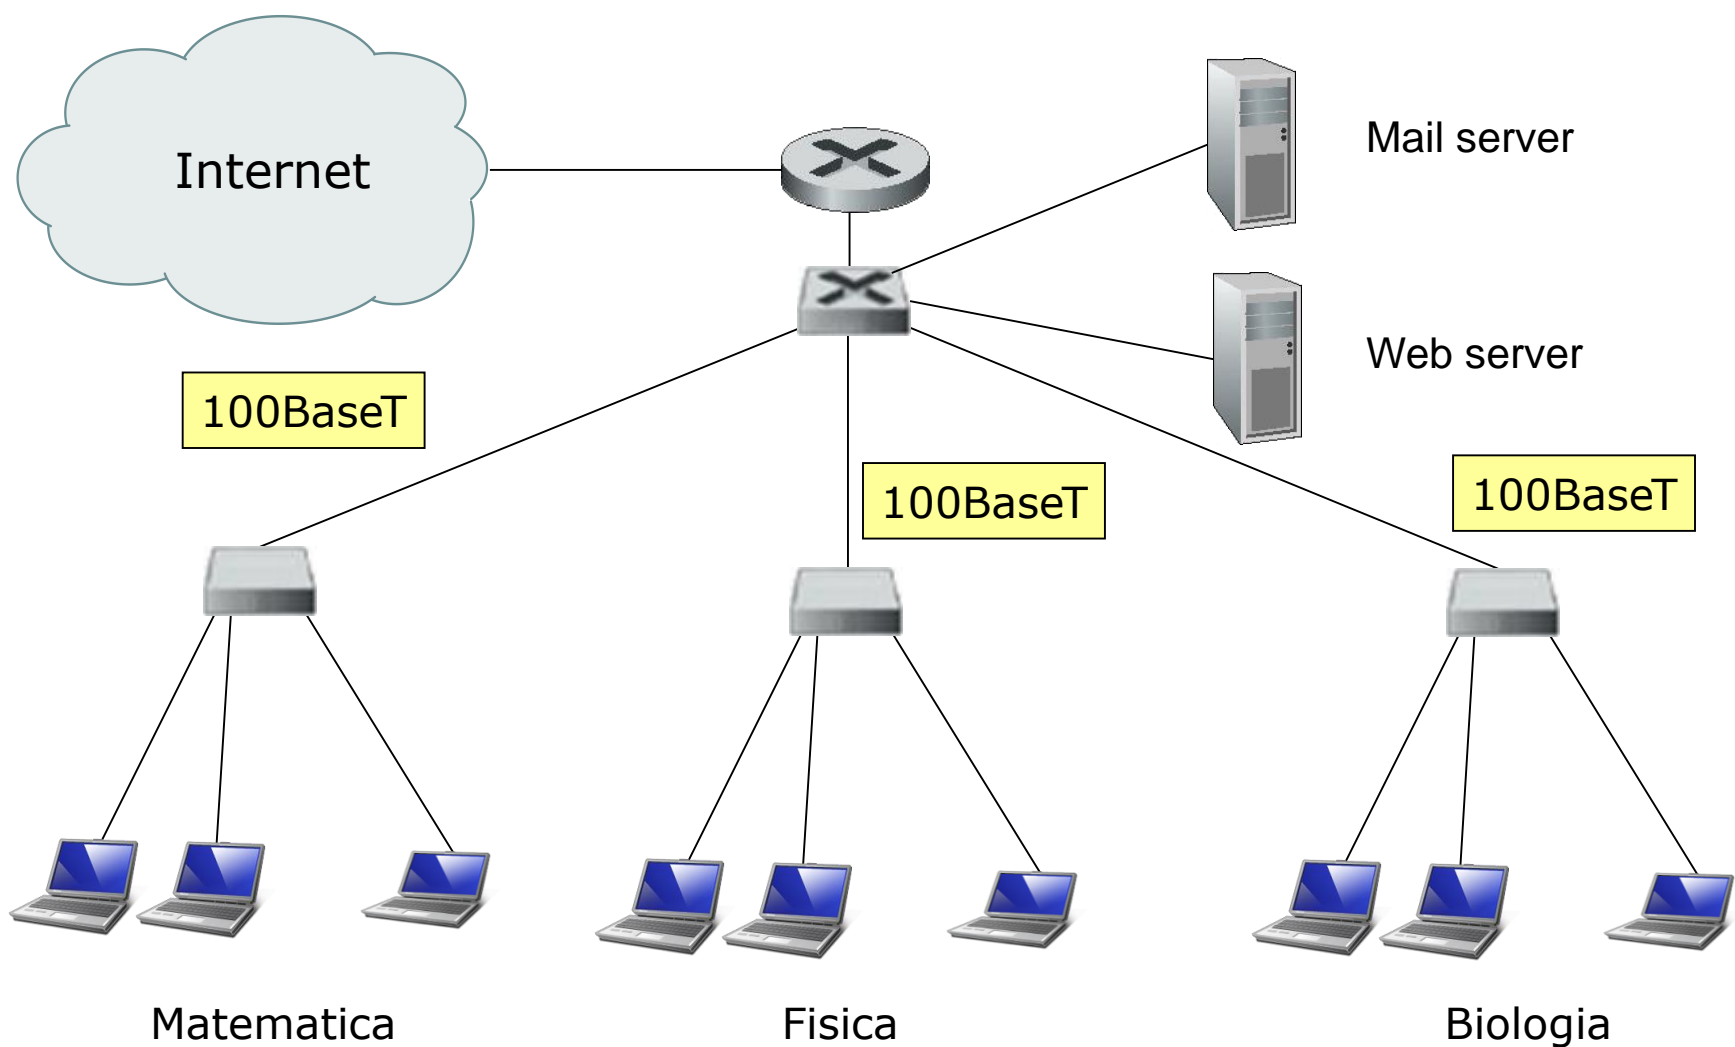 Internet
Mail server
Web server
100BaseT
100BaseT
100BaseT
Matematica
Fisica
Biologia